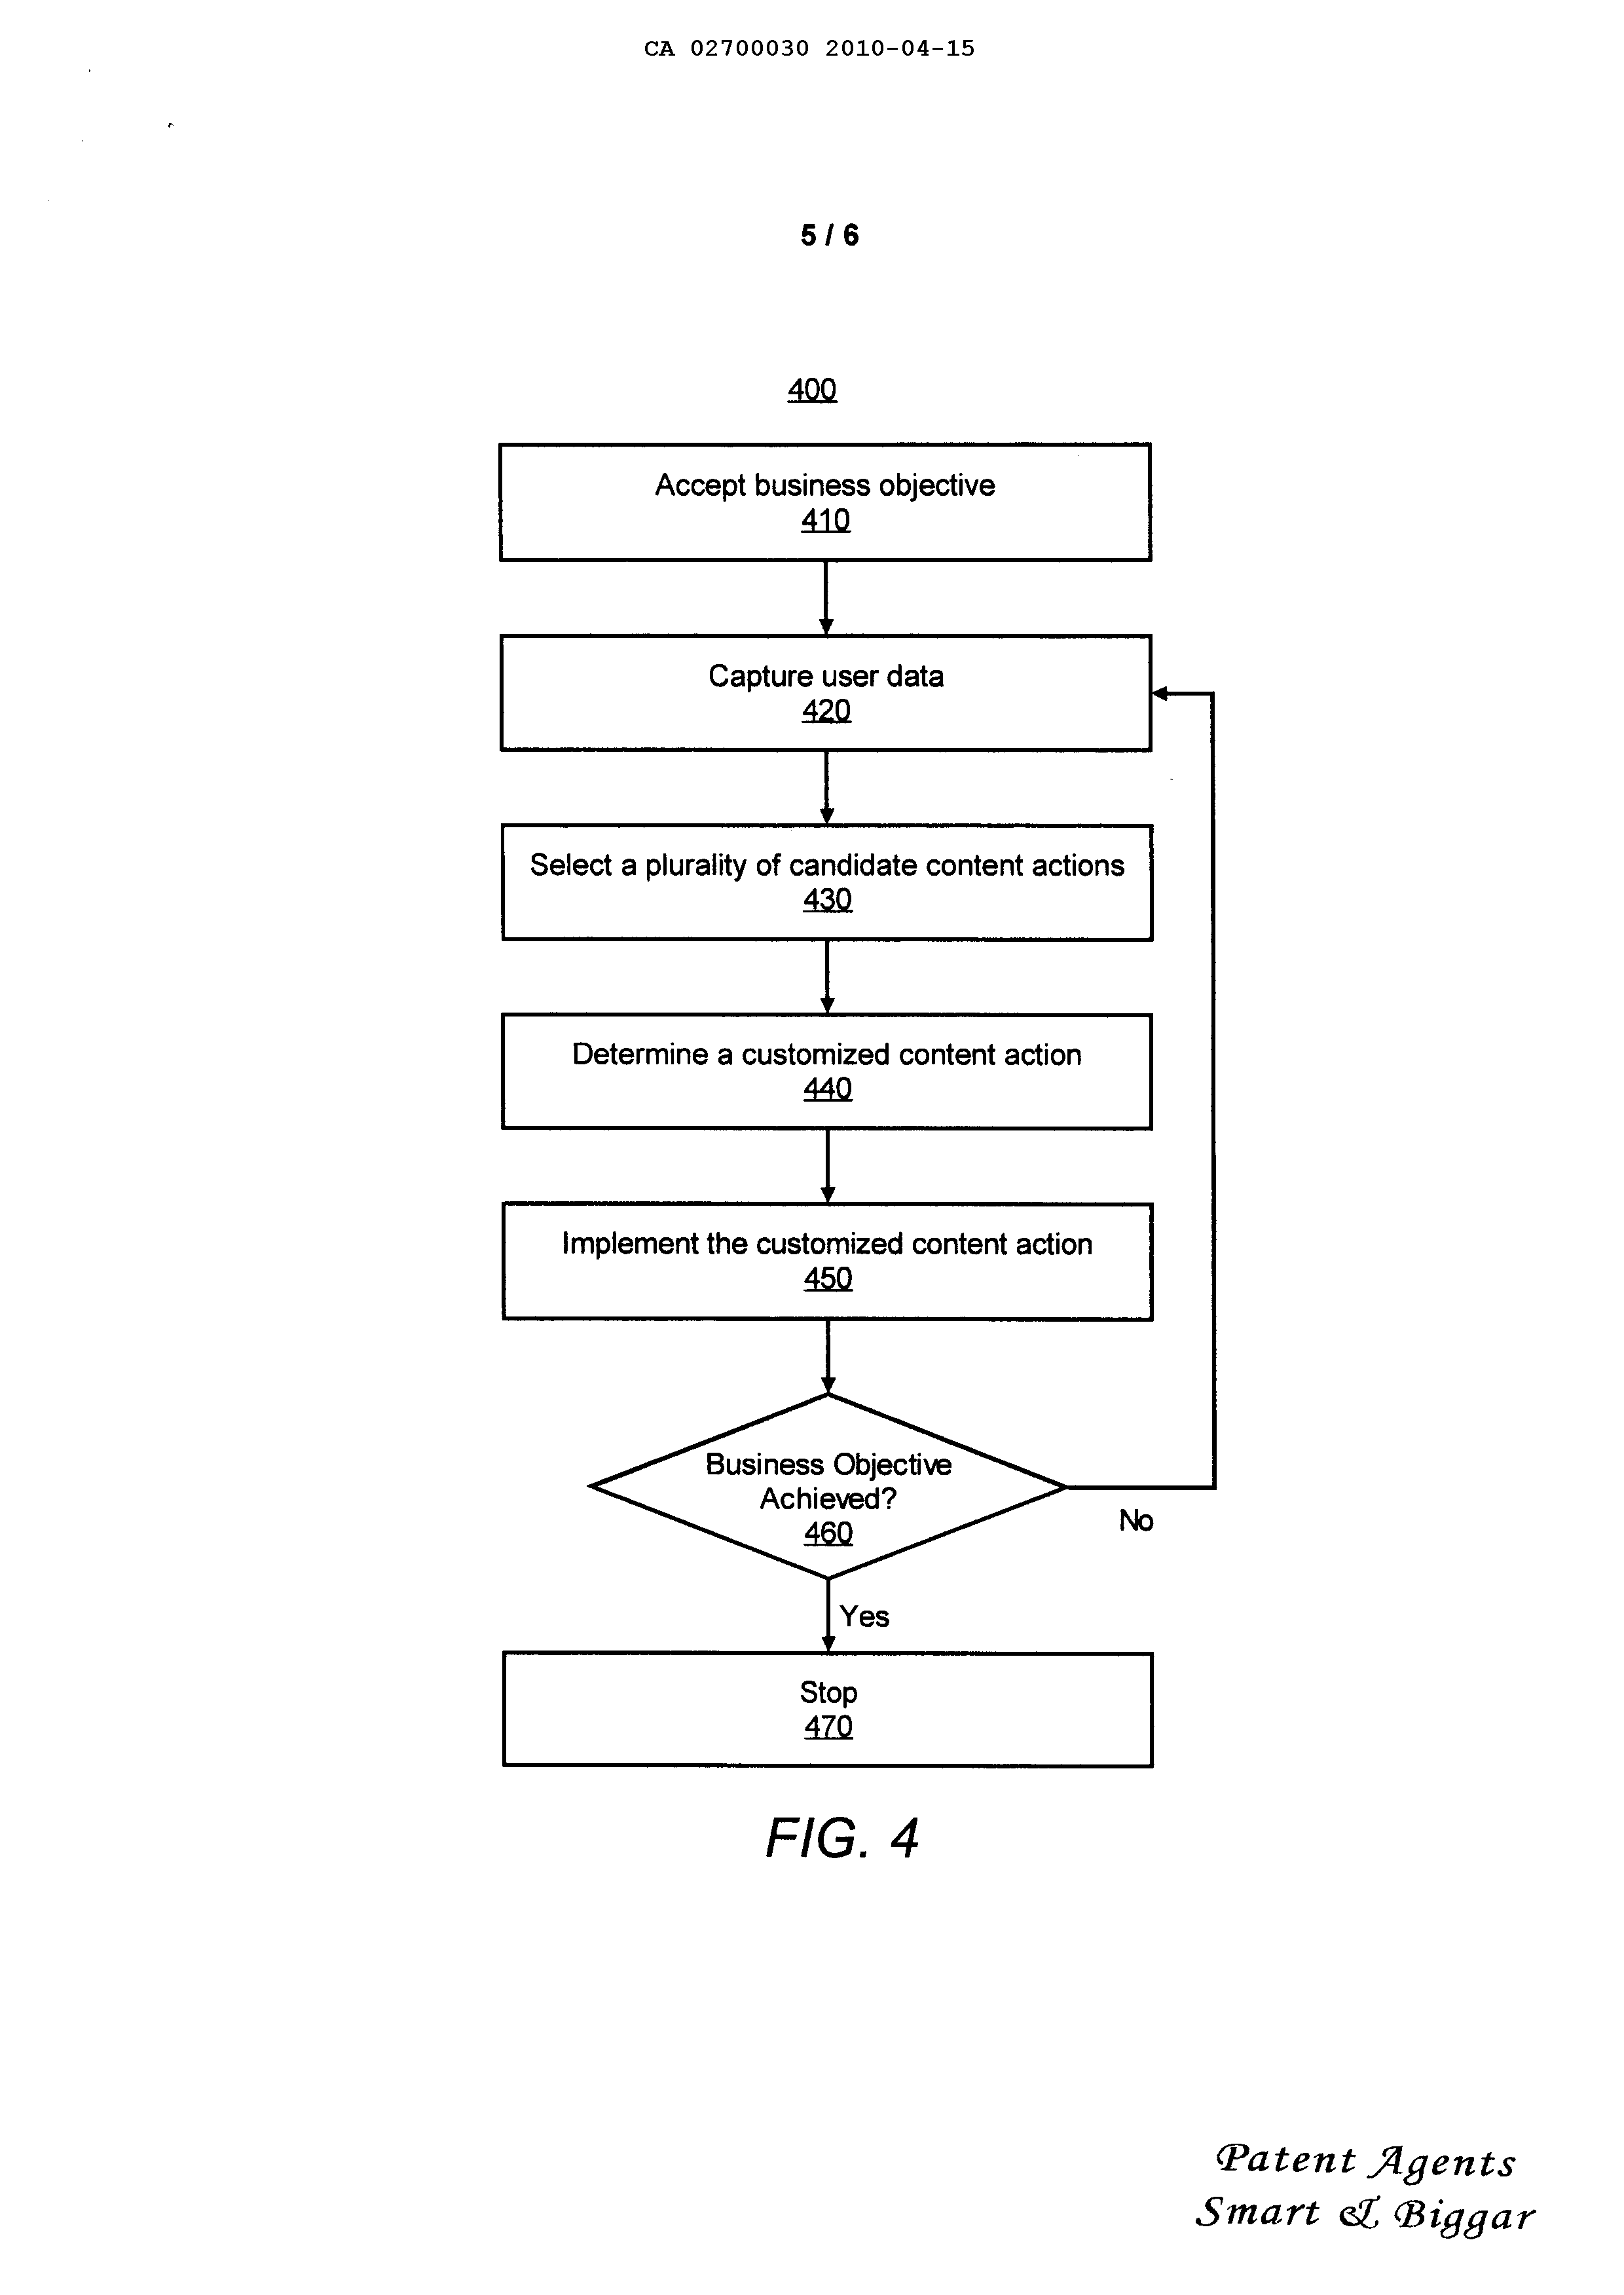 CA 02700030 2010-04-15
5 / 6
400
Accept business objective
410
Capture user data
420
Select a plurality of candidate content actions
430
Determine a customized content action
440
Implement the customized content action
450
Business Objective
Achieved?
460
No
Yes
Stop
470
FIG. 4
Patent Agents
Smart & Biggar